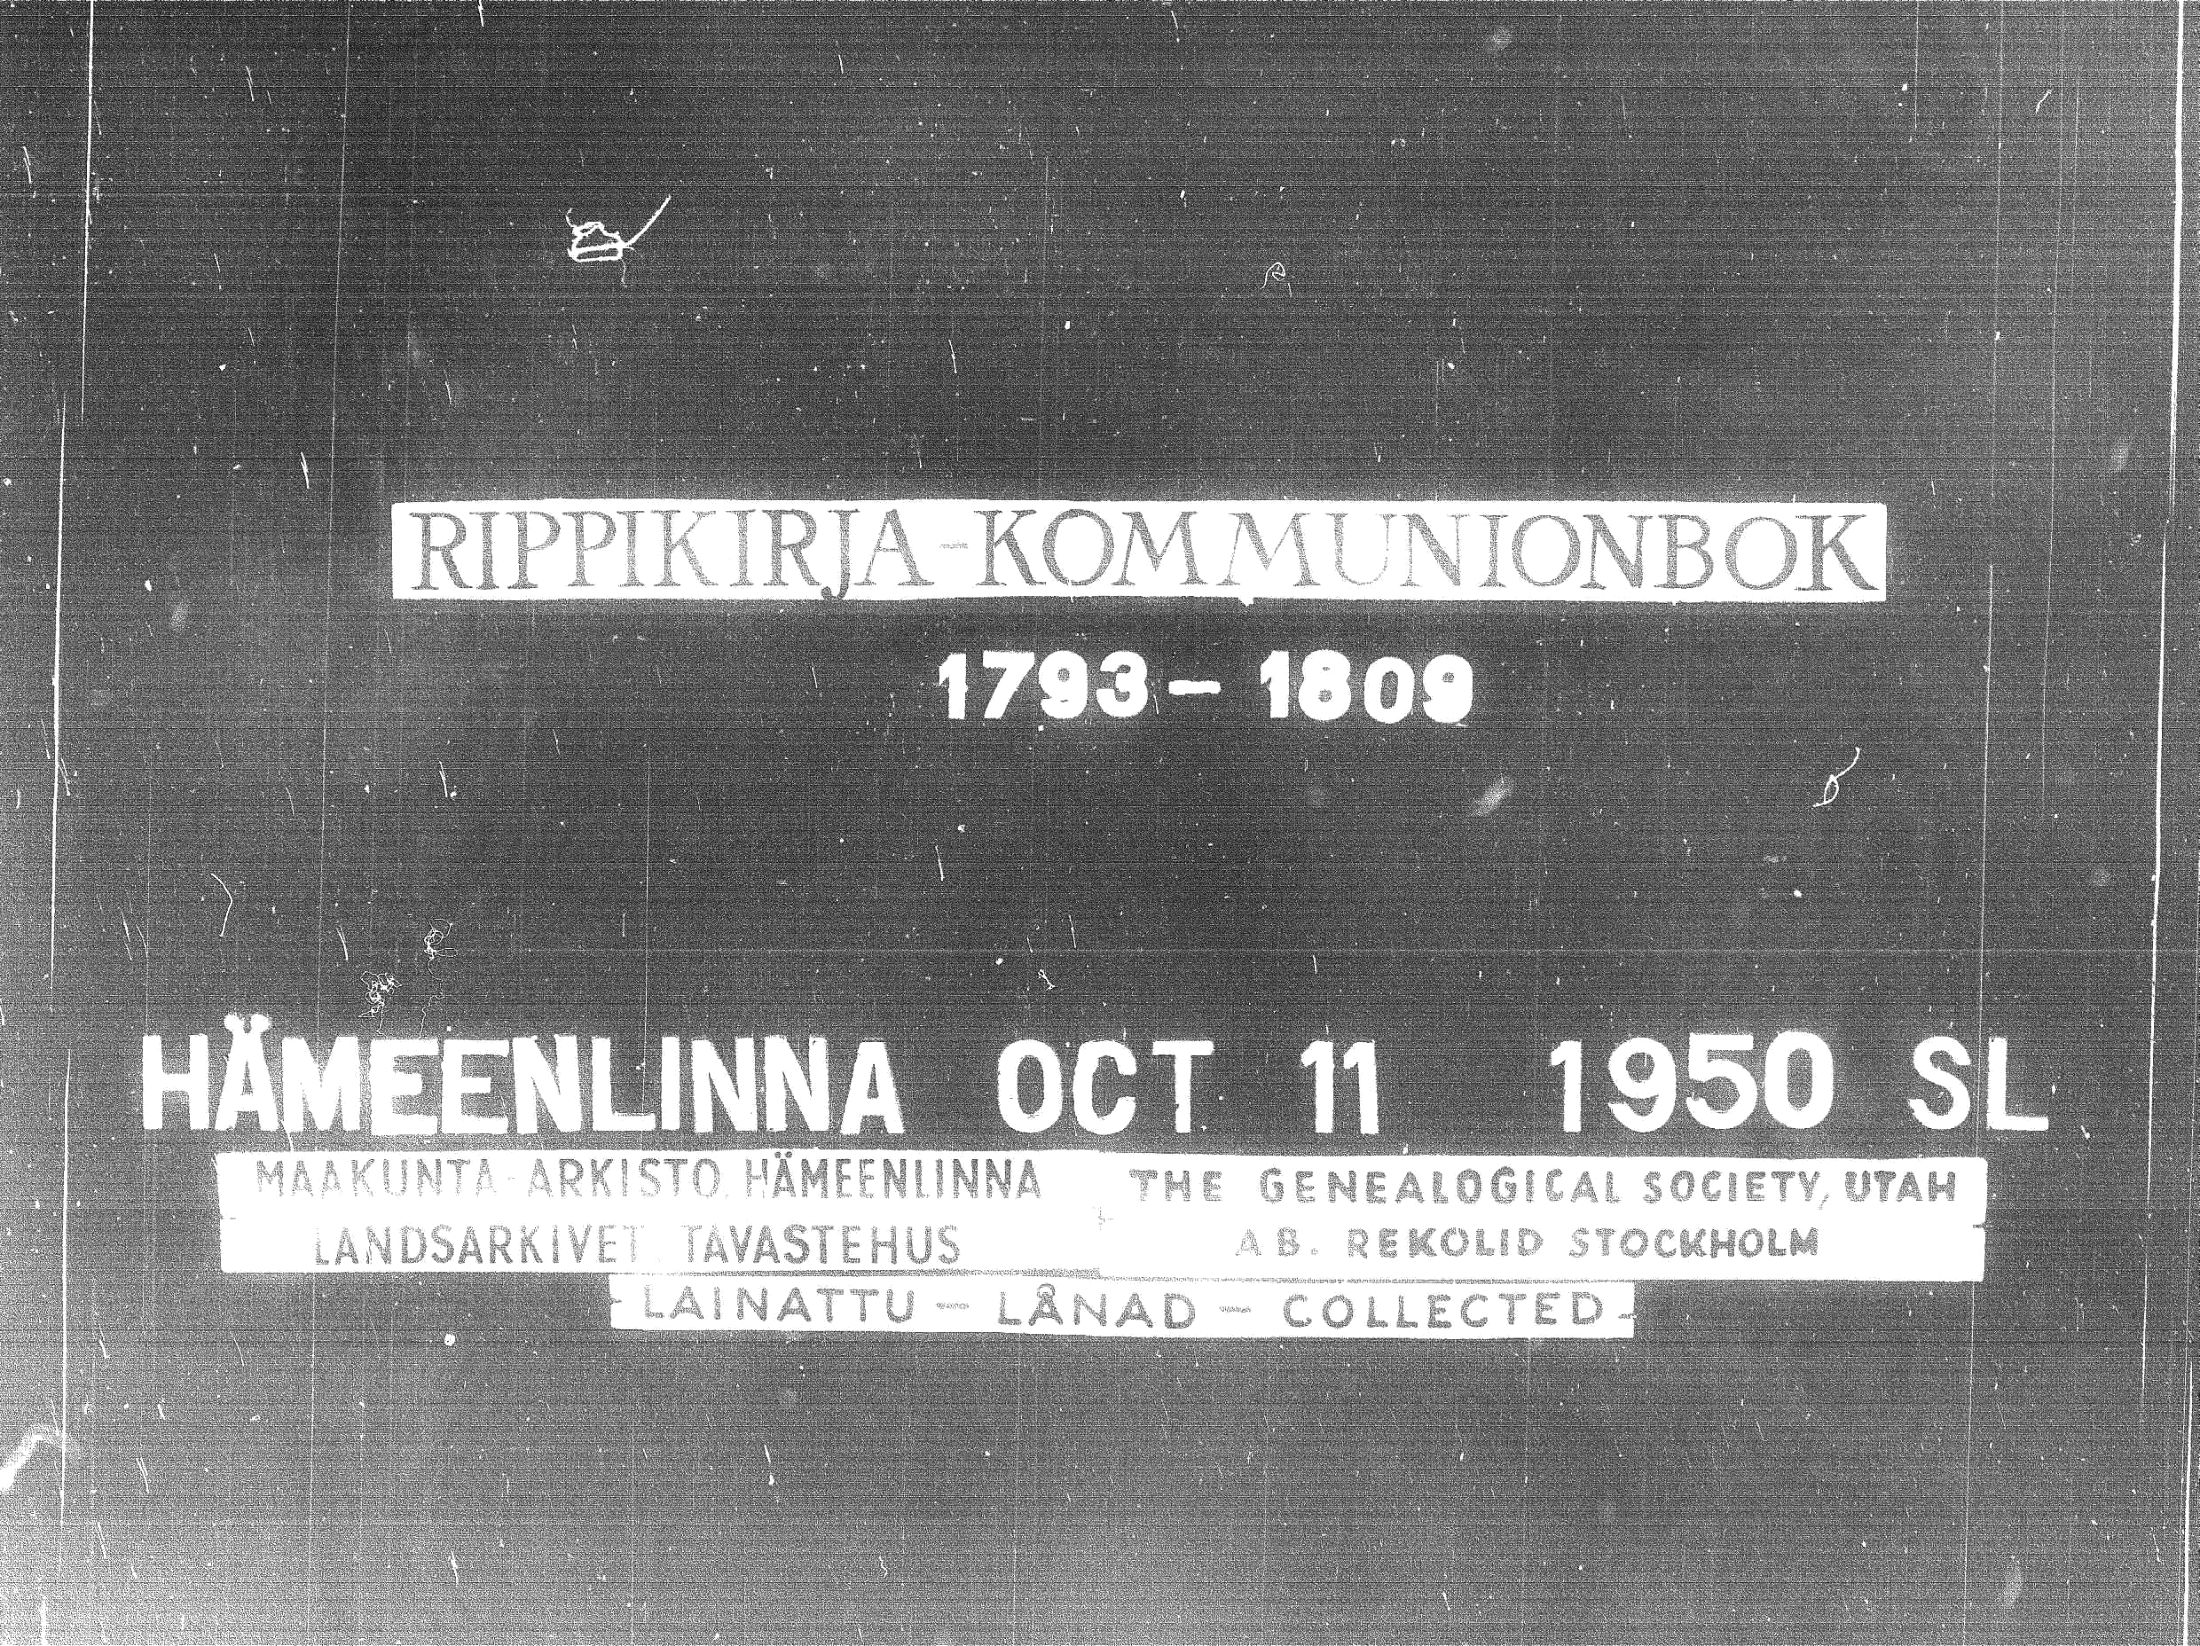 RIPPIKIRJA-KOMMUNIONBOK
1793-1809
HÄMEENLINNA OCT 11 1950 SL
MAAKUNTA-ARKISTO, HÄMEENLINNA
LANDSARKIVET TAVASTEHUS
THE GENEALOGICAL SOCIETY, UTAH
AB. REKOLID STOCKHOLM
LAINATTU - LÅNAD - COLLECTED